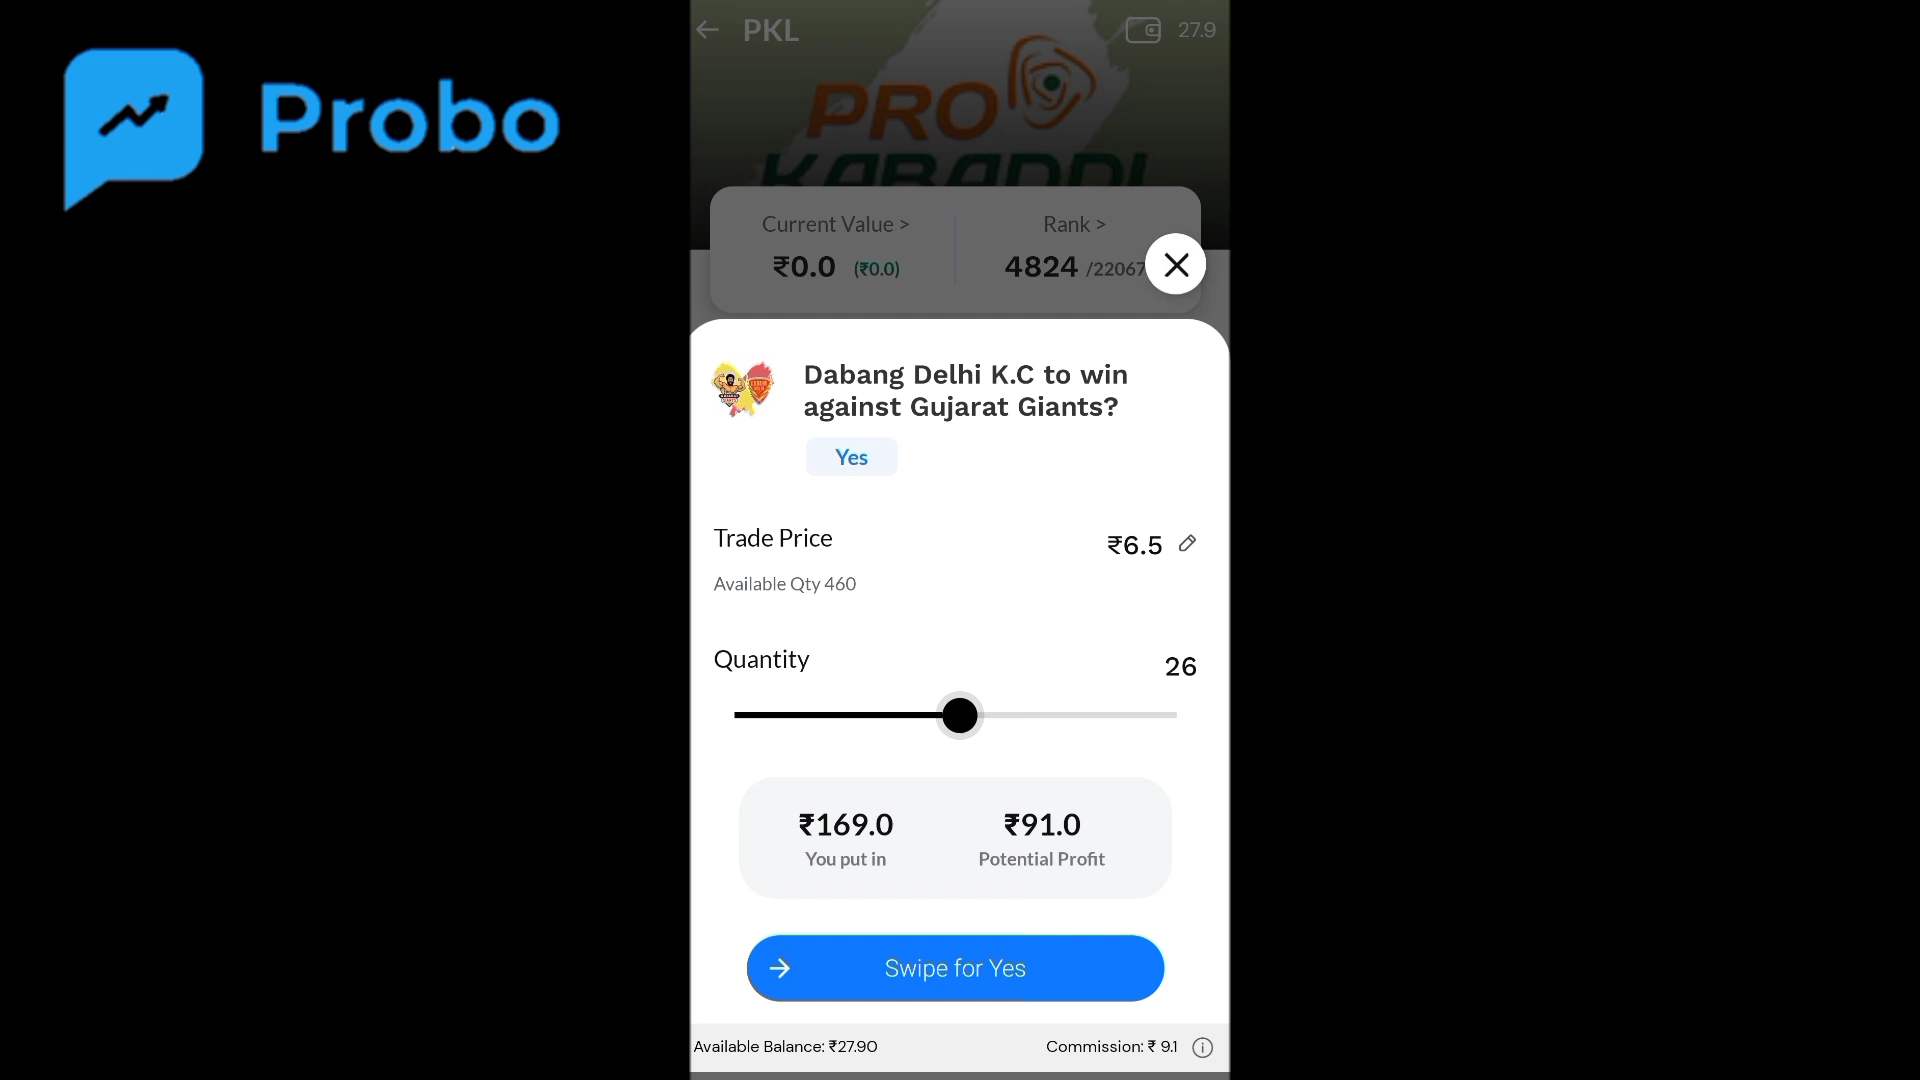 Probo
PKL
27.9
PRO
KABADDI
Current Value >
Rank >
₹0.0 (₹0.0)
4824 /22067
Dabang Delhi K.C to win
against Gujarat Giants?
Yes
Trade Price
₹6.5
Available Qty 460
Quantity
26
₹169.0
₹91.0
You put in
Potential Profit
Swipe for Yes
Available Balance: ₹27.90
Commission: ₹ 9.1